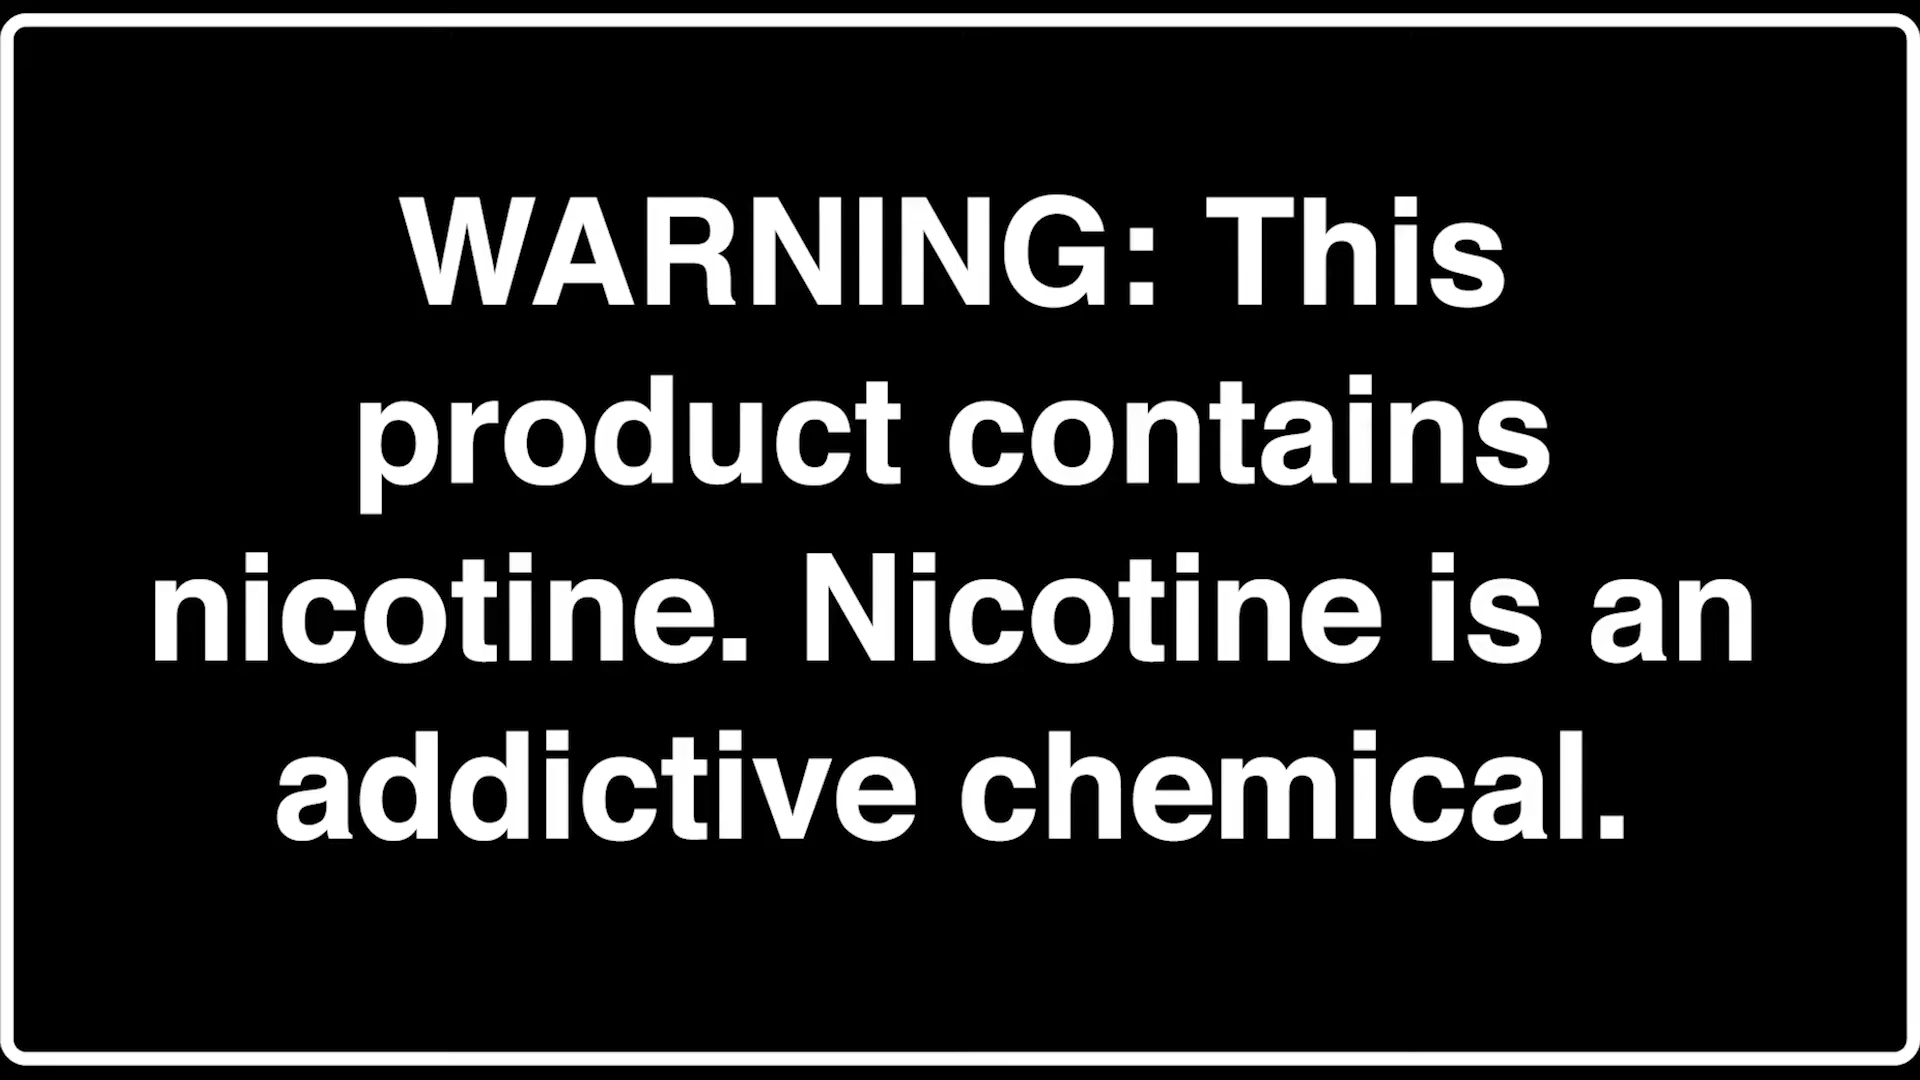 WARNING: This
product contains
nicotine. Nicotine is an
addictive chemical.